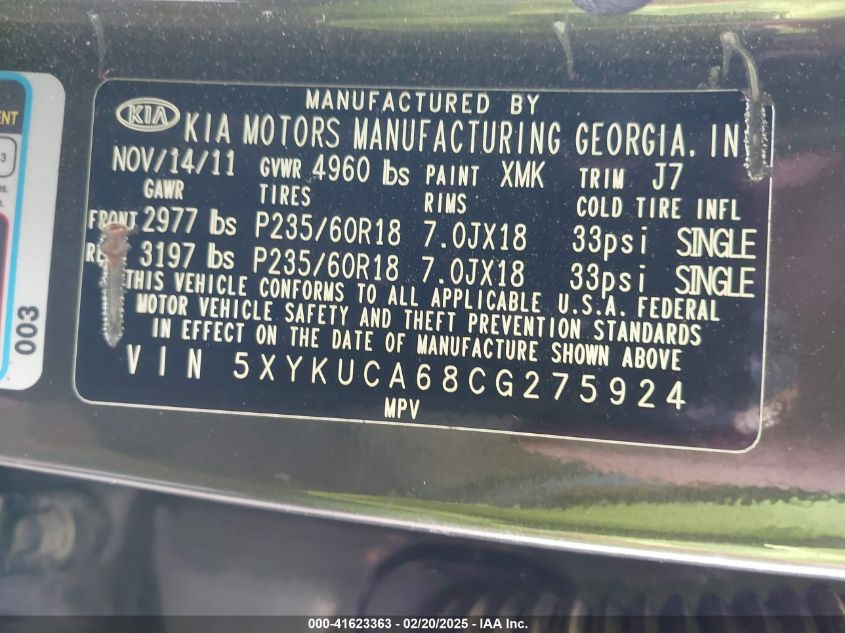 MANUFACTURED BY
KIA KIA MOTORS MANUFACTURING GEORGIA, IN
NOV/14/11 GVWR 4960 lbs PAINT XMK TRIM J7
GAWR TIRES RIMS COLD TIRE INFL
FRONT 2977 lbs P235/60R18 7.0JX18 33psi SINGLE
3197 lbs P235/60R18 7.0JX18 33psi SINGLE
THIS VEHICLE CONFORMS TO ALL APPLICABLE U.S.A. FEDERAL
MOTOR VEHICLE SAFETY AND THEFT PREVENTION STANDARDS
IN EFFECT ON THE DATE OF MANUFACTURE SHOWN ABOVE
VIN 5XYKUCA68CG275924
MPV
003
000-41623363 - 02/20/2025 - IAA Inc.